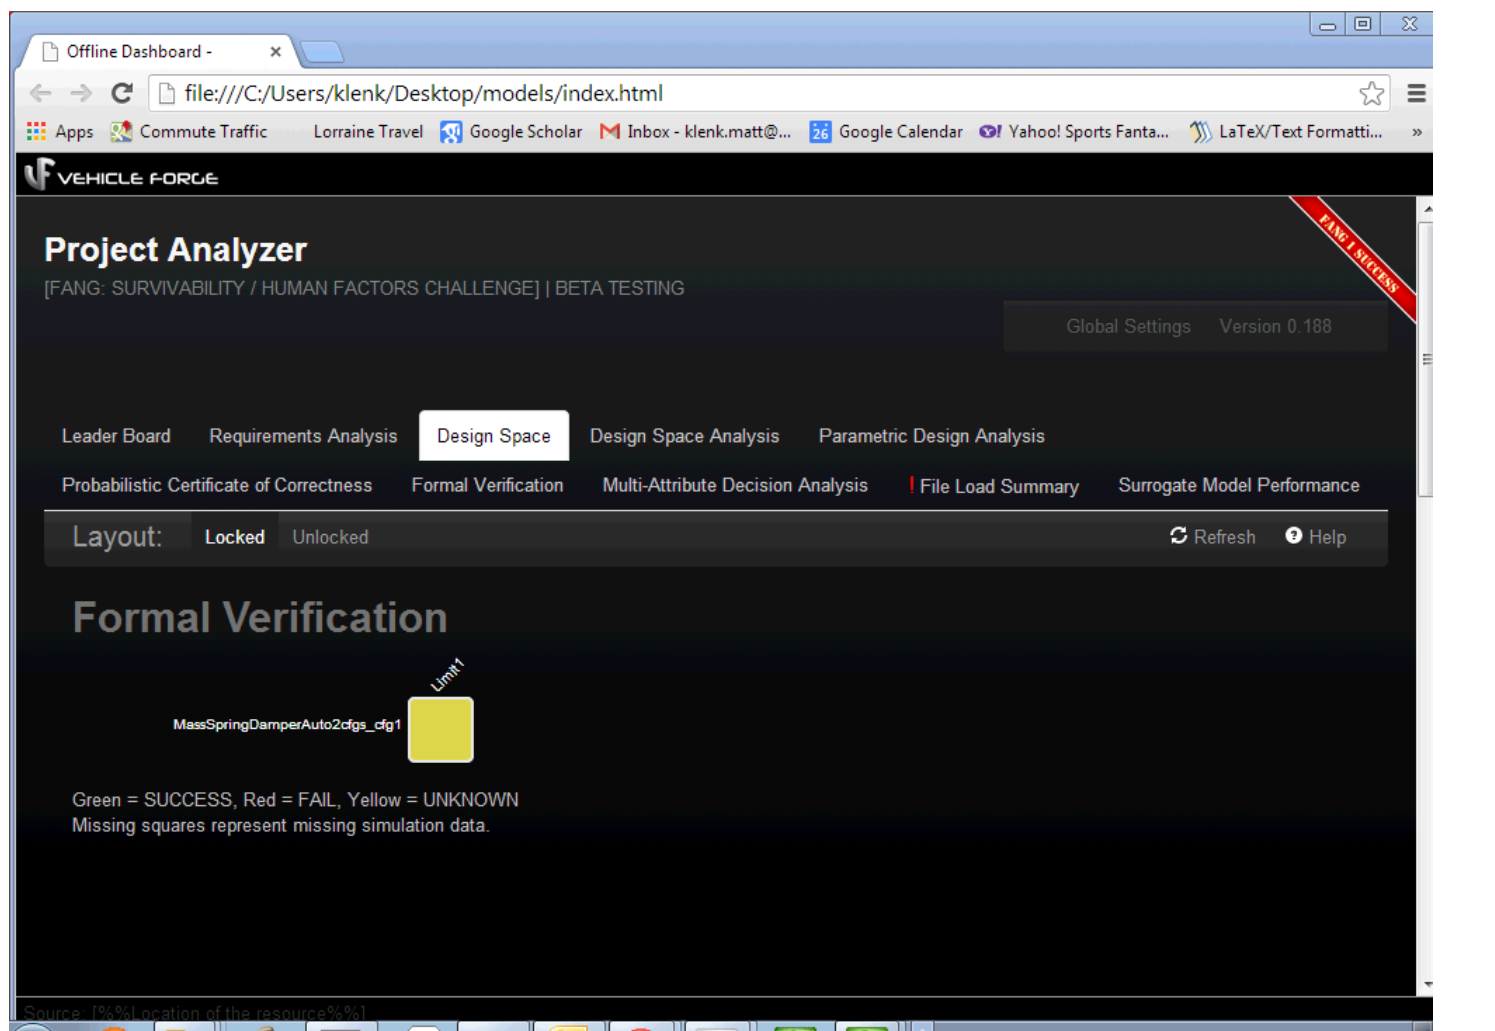 Offline Dashboard -
file:///C:/Users/klenk/Desktop/models/index.html
Apps Commute Traffic Lorraine Travel Google Scholar Inbox - klenk.matt@... 26 Google Calendar Yahoo! Sports Fanta... LaTeX/Text Formatti... »
VF VEHICLE FORGE
FANG 1 SUCCESS
Project Analyzer
[FANG: SURVIVABILITY / HUMAN FACTORS CHALLENGE] | BETA TESTING
Global Settings Version 0.188
Leader Board Requirements Analysis Design Space Design Space Analysis Parametric Design Analysis
Probabilistic Certificate of Correctness Formal Verification Multi-Attribute Decision Analysis ! File Load Summary Surrogate Model Performance
Layout: Locked Unlocked Refresh ? Help
Formal Verification
Limit1
MassSpringDamperAuto2cfgs_cfg1
Green = SUCCESS, Red = FAIL, Yellow = UNKNOWN
Missing squares represent missing simulation data.
Source: [%%Location of the resource%%]